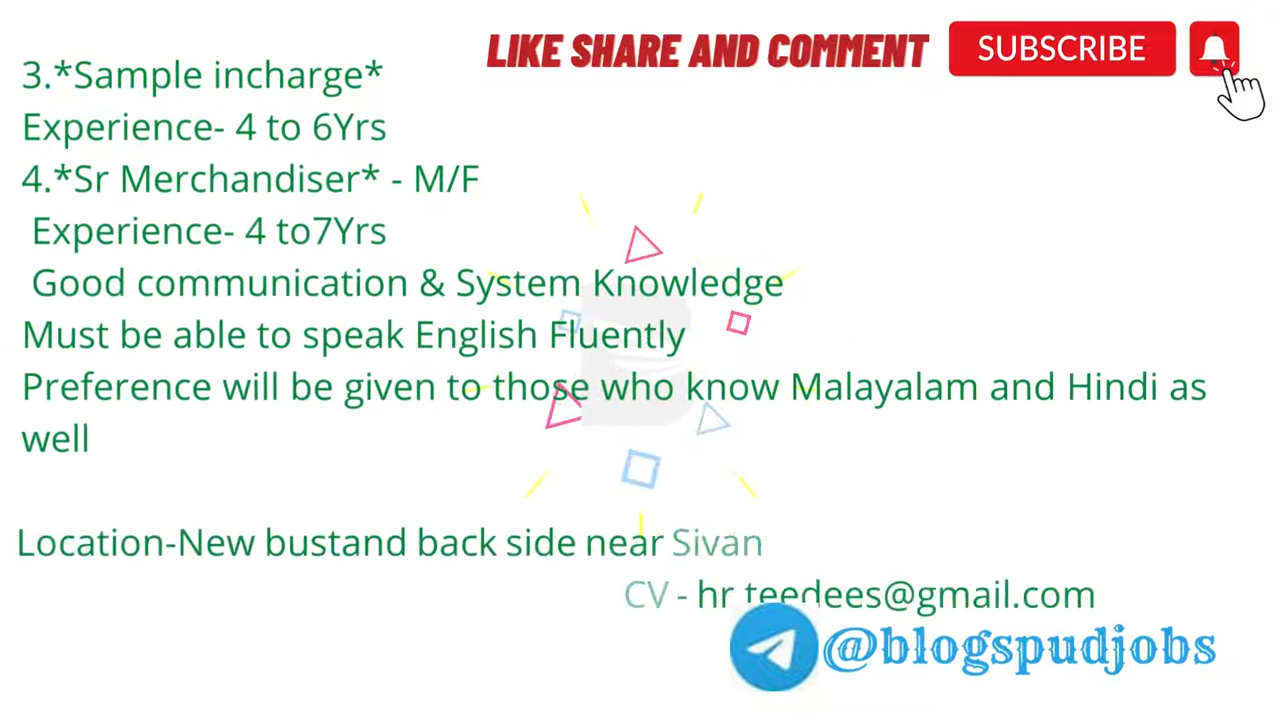 LIKE SHARE AND COMMENT
SUBSCRIBE
3.*Sample incharge*
Experience- 4 to 6Yrs
4.*Sr Merchandiser* - M/F
Experience- 4 to7Yrs
Good communication & System Knowledge
Must be able to speak English Fluently
Preference will be given to those who know Malayalam and Hindi as
well
Location-New bustand back side near Sivan
CV - hr teedees@gmail.com
@blogspudjobs